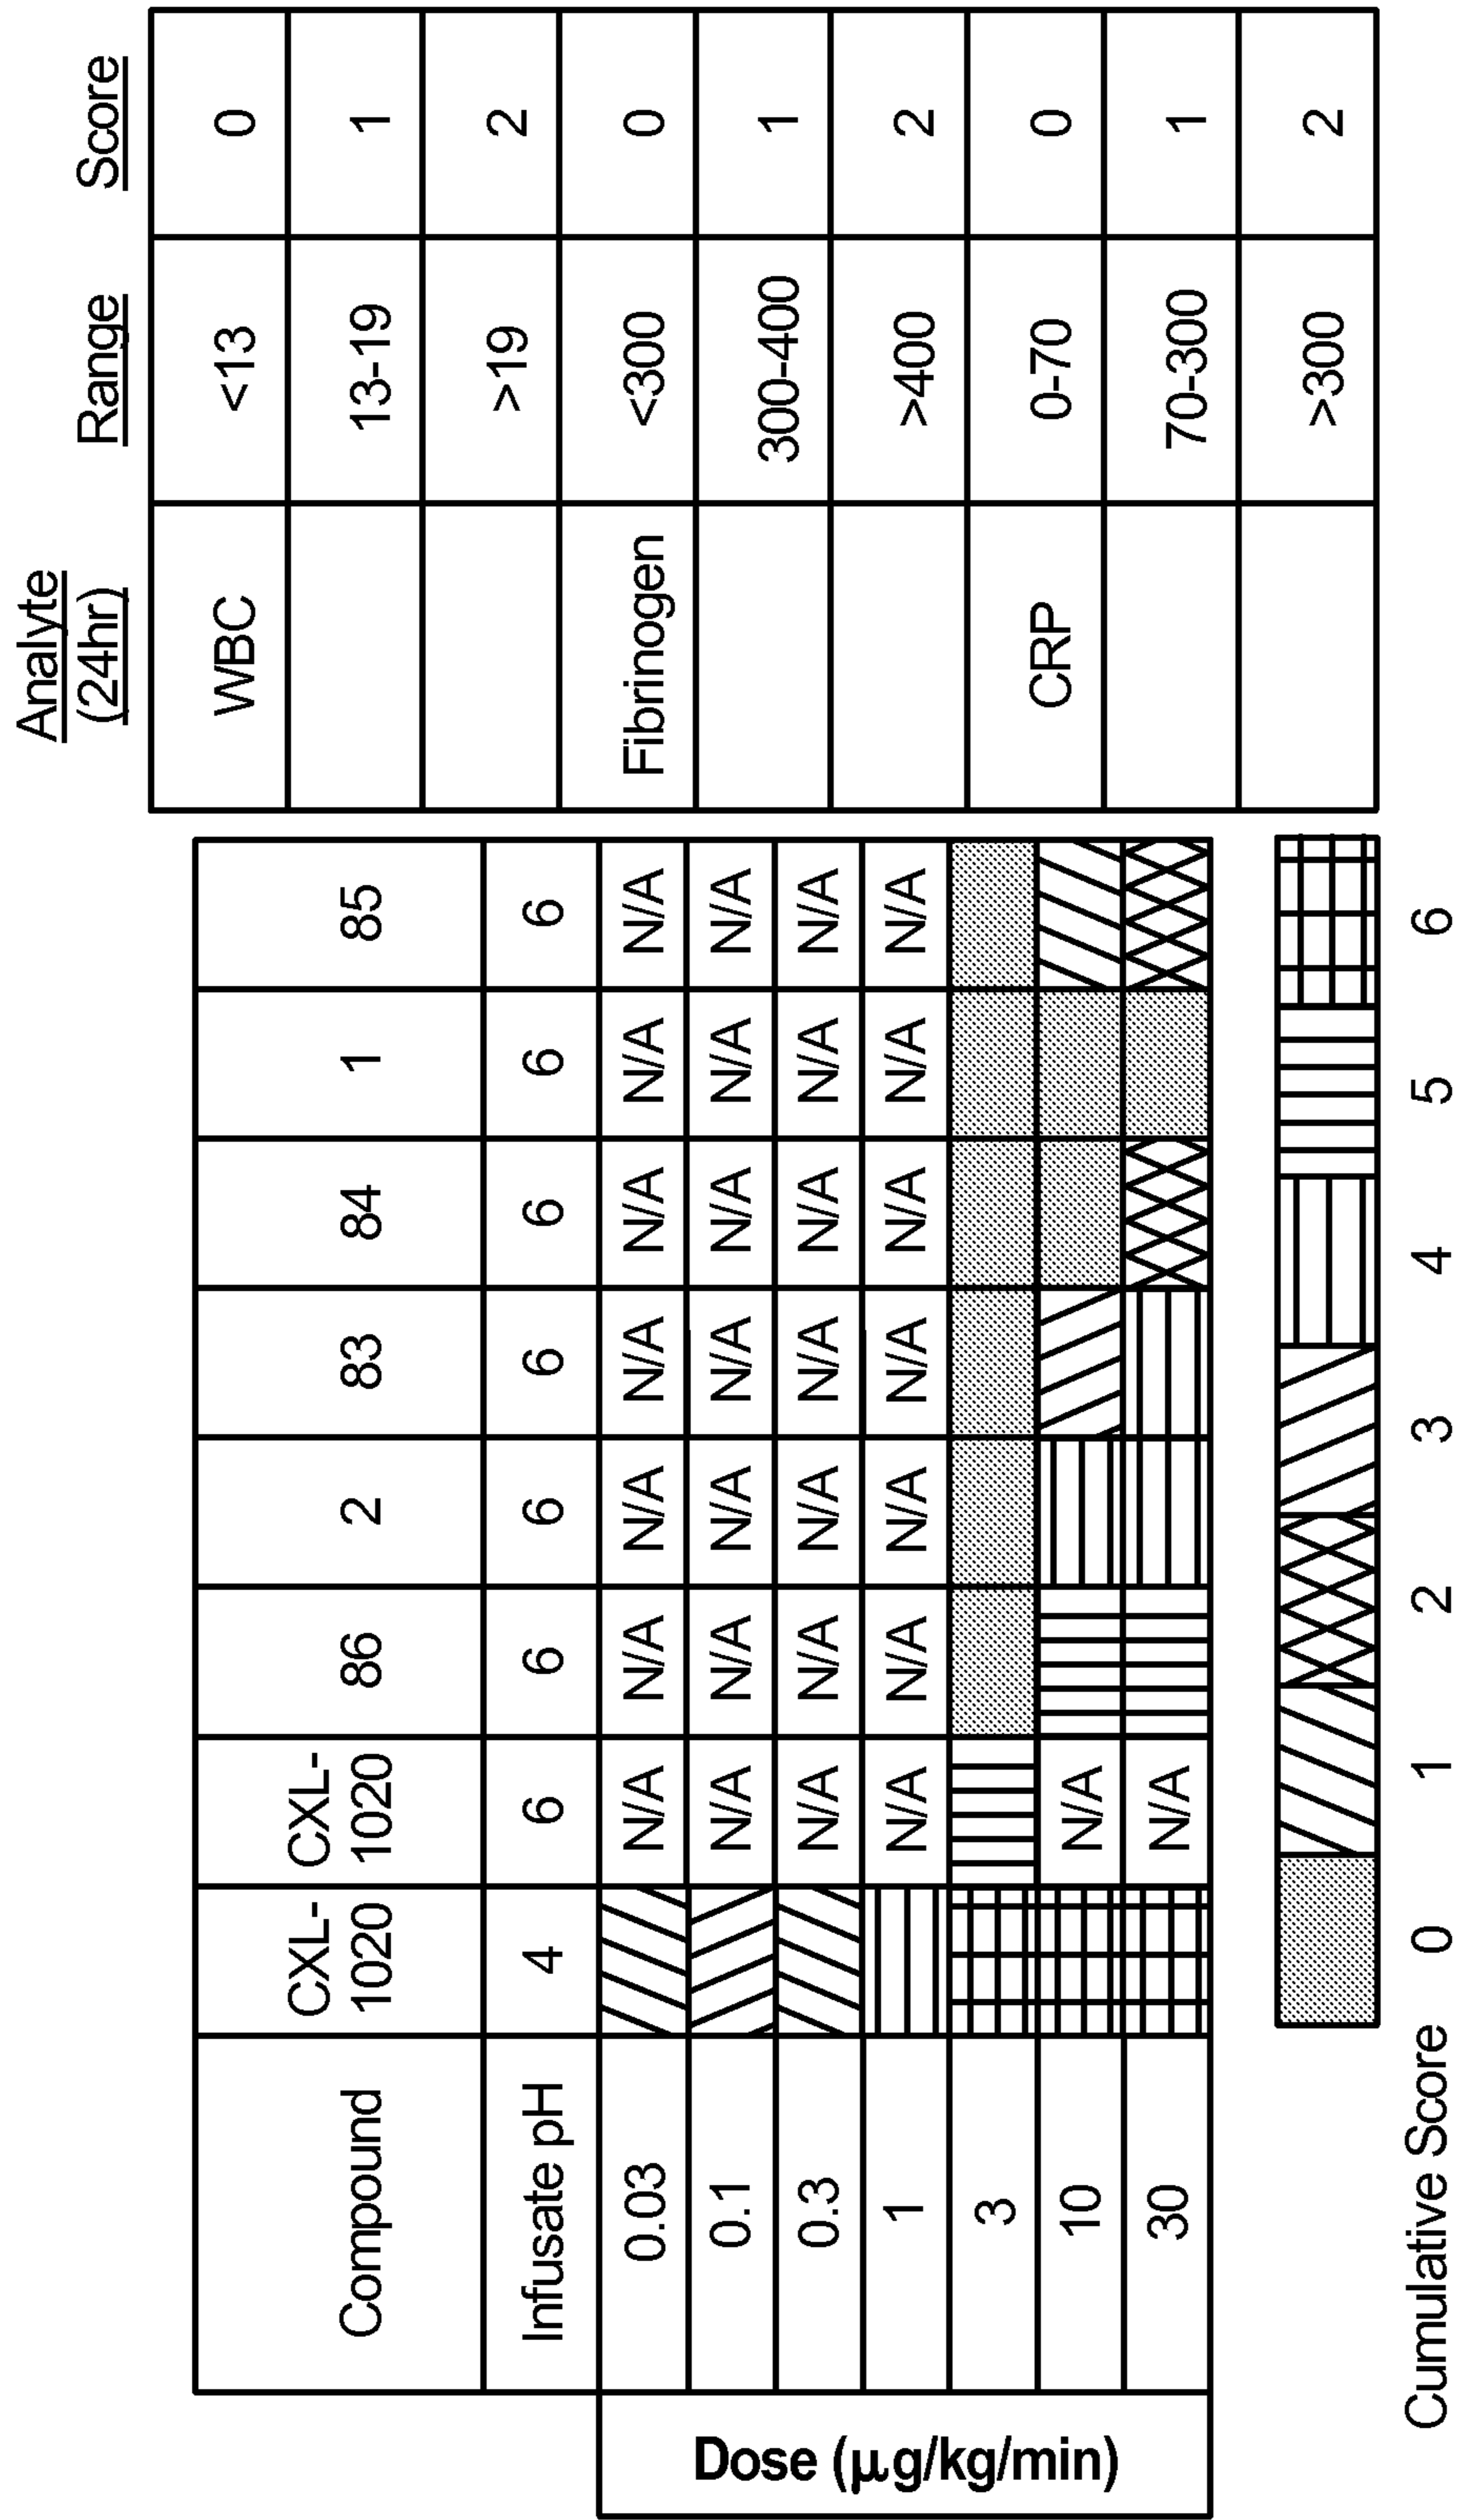 Compound CXL- CXL- 86 2 83 84 1 85
1020 1020
Infusate pH 4 6 6 6 6 6 6 6
Dose (µg/kg/min)
0.03 N/A N/A N/A N/A N/A N/A N/A
0.1 N/A N/A N/A N/A N/A N/A N/A
0.3 N/A N/A N/A N/A N/A N/A N/A
1 N/A N/A N/A N/A N/A N/A N/A
3
10 N/A
30 N/A
Cumulative Score 0 1 2 3 4 5 6
Analyte
(24hr) Range Score
WBC <13 0
13-19 1
>19 2
Fibrinogen <300 0
300-400 1
>400 2
CRP 0-70 0
70-300 1
>300 2